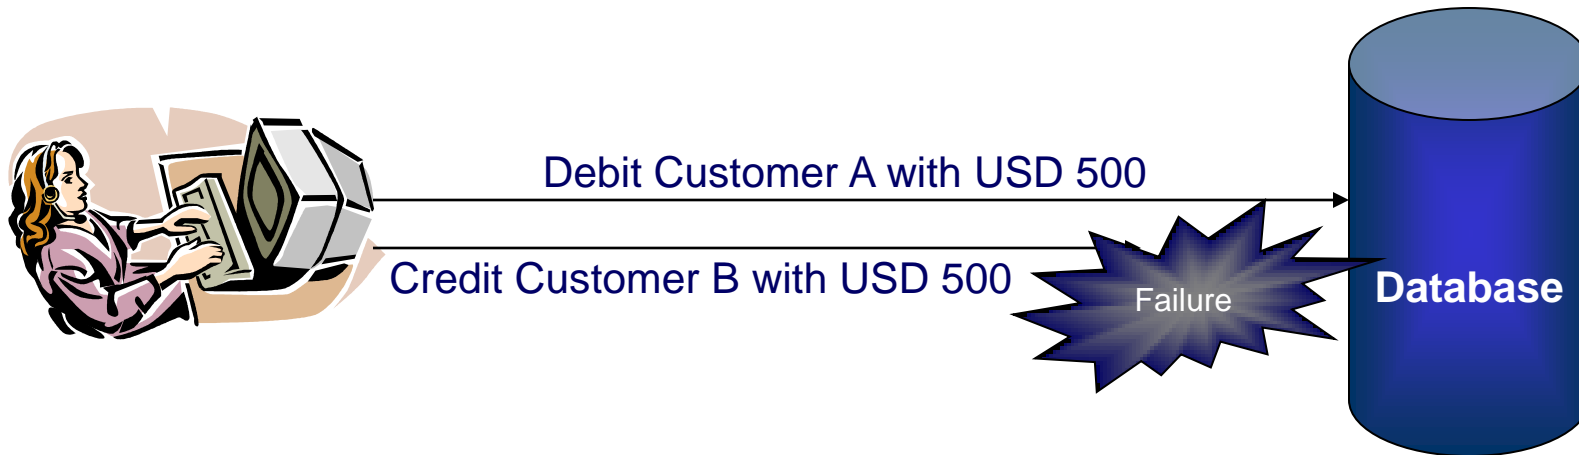 Debit Customer A with USD 500
Credit Customer B with USD 500
Failure
Database